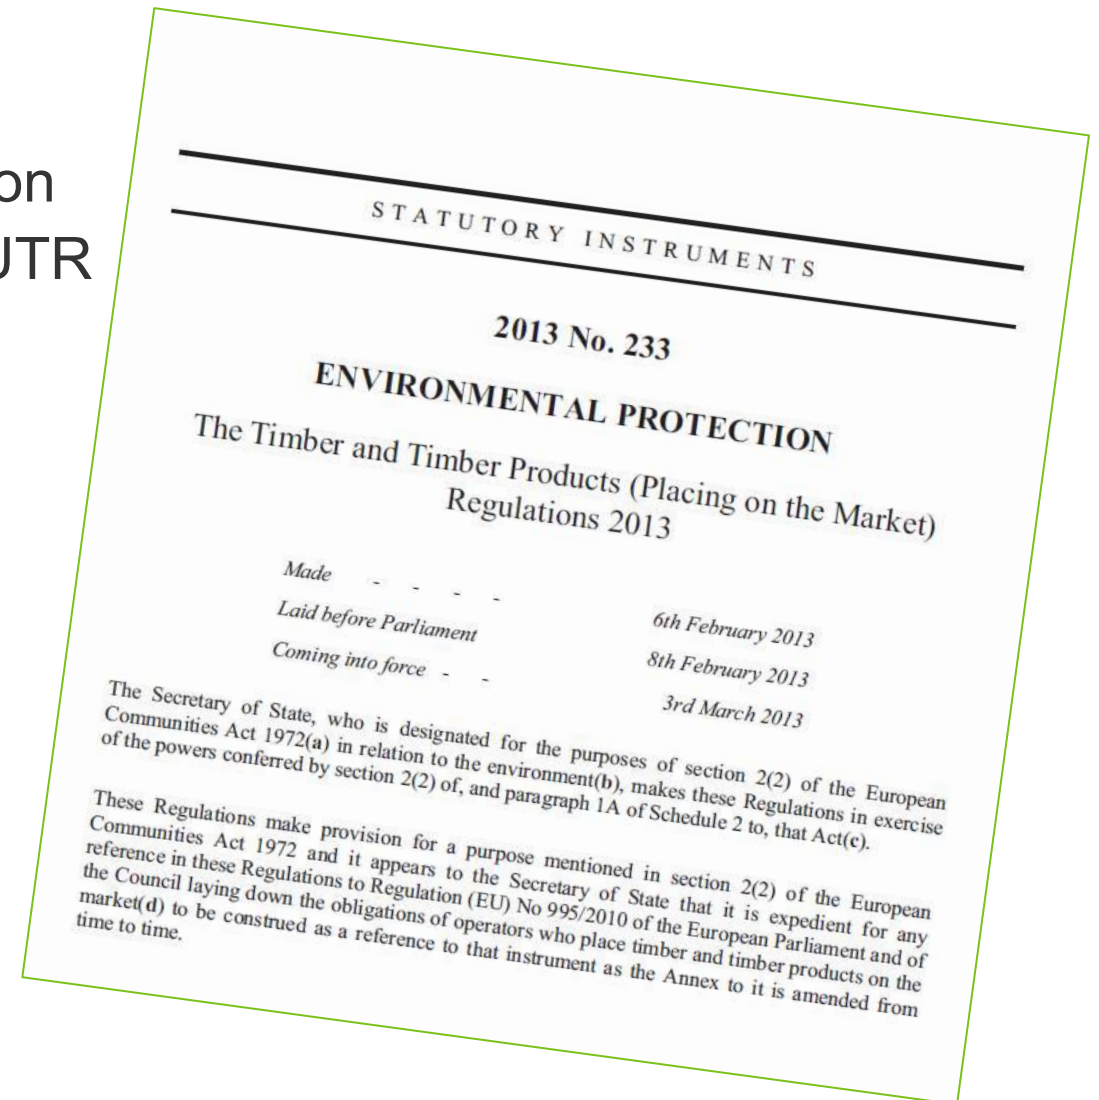 on
UTR
STATUTORY INSTRUMENTS
2013 No. 233
ENVIRONMENTAL PROTECTION
The Timber and Timber Products (Placing on the Market)
Regulations 2013
Made - - - - 6th February 2013
Laid before Parliament 8th February 2013
Coming into force - - 3rd March 2013
The Secretary of State, who is designated for the purposes of section 2(2) of the European
Communities Act 1972(a) in relation to the environment(b), makes these Regulations in exercise
of the powers conferred by section 2(2) of, and paragraph 1A of Schedule 2 to, that Act(c).
These Regulations make provision for a purpose mentioned in section 2(2) of the European
Communities Act 1972 and it appears to the Secretary of State that it is expedient for any
reference in these Regulations to Regulation (EU) No 995/2010 of the European Parliament and of
the Council laying down the obligations of operators who place timber and timber products on the
market(d) to be construed as a reference to that instrument as the Annex to it is amended from
time to time.